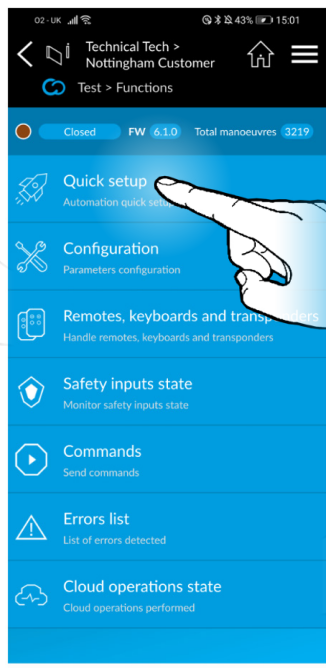 O2 - UK 43% 15:01
Technical Tech >
Nottingham Customer
Test > Functions
Closed FW 6.1.0 Total manoeuvres 3219
Quick setup
Automation quick setup
Configuration
Parameters configuration
Remotes, keyboards and transponders
Handle remotes, keyboards and transponders
Safety inputs state
Monitor safety inputs state
Commands
Send commands
Errors list
List of errors detected
Cloud operations state
Cloud operations performed